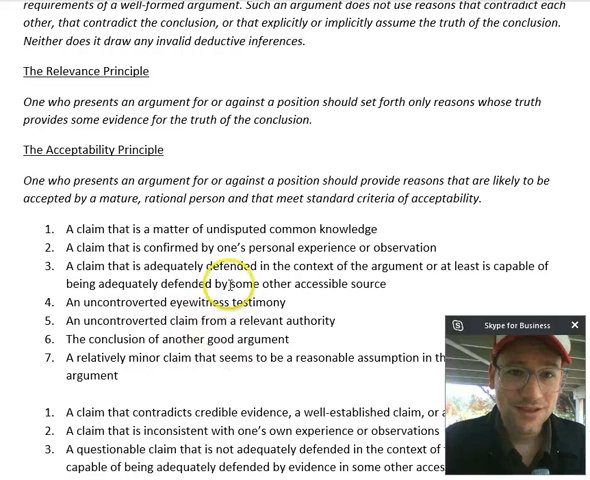 requirements of a well-formed argument. Such an argument does not use reasons that contradict each
other, that contradict the conclusion, or that explicitly or implicitly assume the truth of the conclusion.
Neither does it draw any invalid deductive inferences.
The Relevance Principle
One who presents an argument for or against a position should set forth only reasons whose truth
provides some evidence for the truth of the conclusion.
The Acceptability Principle
One who presents an argument for or against a position should provide reasons that are likely to be
accepted by a mature, rational person and that meet standard criteria of acceptability.
1. A claim that is a matter of undisputed common knowledge
2. A claim that is confirmed by one's personal experience or observation
3. A claim that is adequately defended in the context of the argument or at least is capable of
being adequately defended by some other accessible source
4. An uncontroverted eyewitness testimony
5. An uncontroverted claim from a relevant authority
6. The conclusion of another good argument
7. A relatively minor claim that seems to be a reasonable assumption in th
argument
1. A claim that contradicts credible evidence, a well-established claim, or a
2. A claim that is inconsistent with one's own experience or observations
3. A questionable claim that is not adequately defended in the context of
capable of being adequately defended by evidence in some other acces
Skype for Business